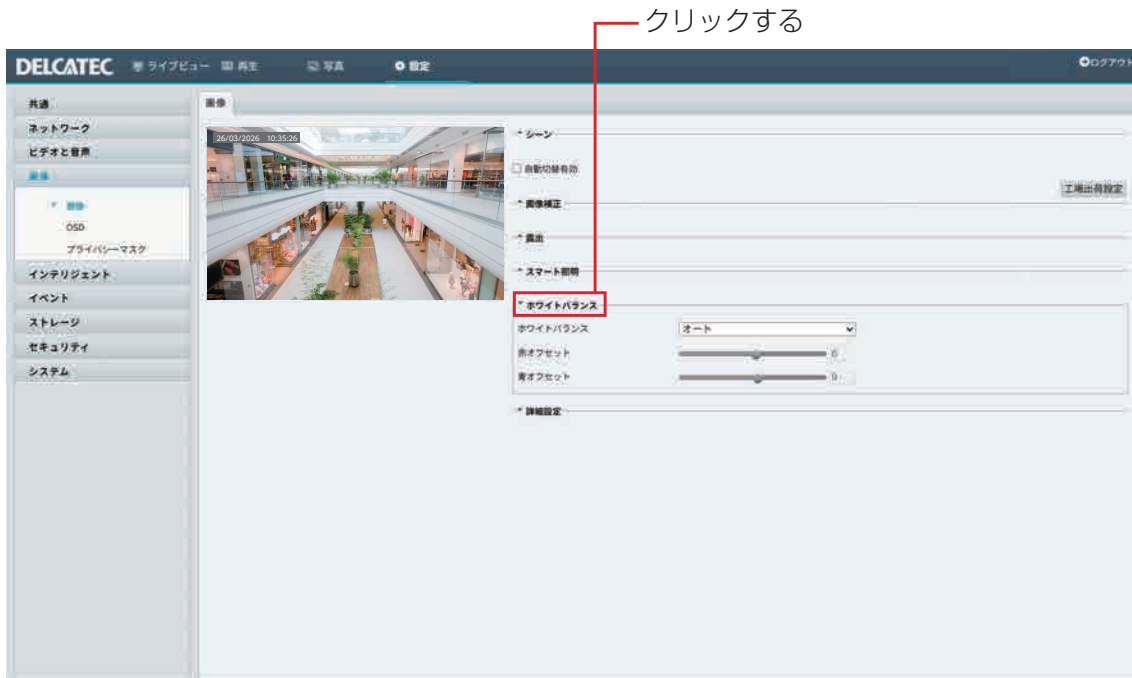 クリックする
DELCATEC ライブビュー 再生 写真 設定 ログアウト
共通
ネットワーク
ビデオと音声
画像
画像
OSD
プライバシーマスク
インテリジェント
イベント
ストレージ
セキュリティ
システム
画像
26/03/2026 10:35:26
シーン
自動切替有効
工場出荷設定
画像補正
露出
スマート照明
ホワイトバランス
ホワイトバランス オート
赤オフセット 0
青オフセット 0
詳細設定